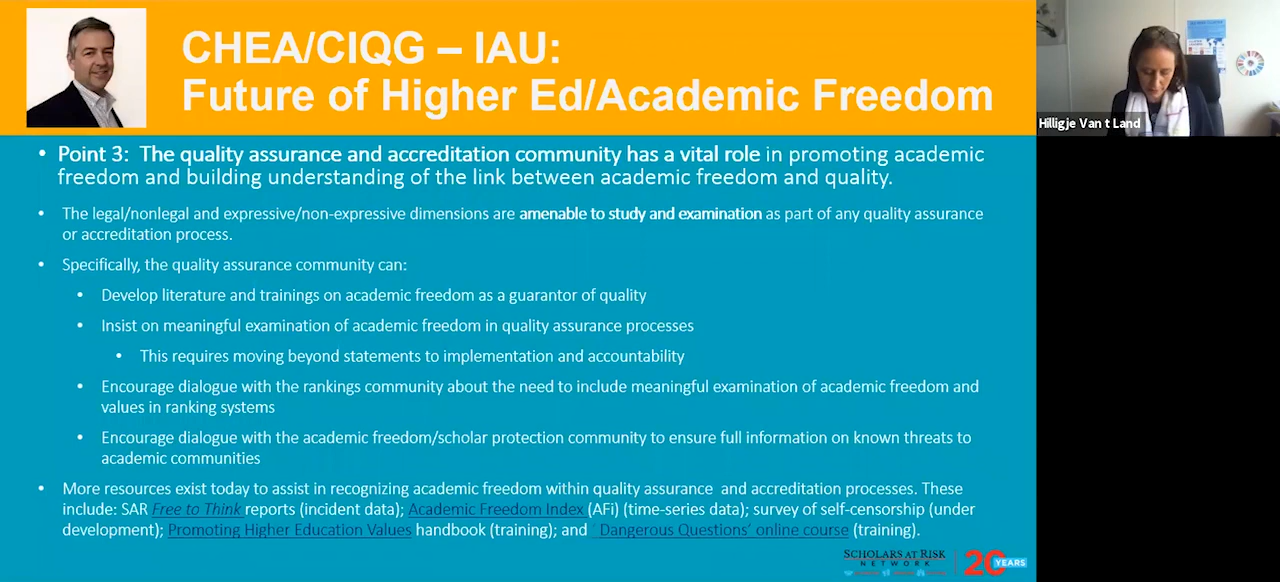 CHEA/CIQG – IAU:
Future of Higher Ed/Academic Freedom
Hilligje Van t Land
• Point 3: The quality assurance and accreditation community has a vital role in promoting academic
freedom and building understanding of the link between academic freedom and quality.
• The legal/nonlegal and expressive/non-expressive dimensions are amenable to study and examination as part of any quality assurance
or accreditation process.
• Specifically, the quality assurance community can:
• Develop literature and trainings on academic freedom as a guarantor of quality
• Insist on meaningful examination of academic freedom in quality assurance processes
• This requires moving beyond statements to implementation and accountability
• Encourage dialogue with the rankings community about the need to include meaningful examination of academic freedom and
values in ranking systems
• Encourage dialogue with the academic freedom/scholar protection community to ensure full information on known threats to
academic communities
• More resources exist today to assist in recognizing academic freedom within quality assurance and accreditation processes. These
include: SAR Free to Think reports (incident data); Academic Freedom Index (AFi) (time-series data); survey of self-censorship (under
development); Promoting Higher Education Values handbook (training); and ‘Dangerous Questions’ online course (training).
SCHOLARS AT RISK
NETWORK
20 YEARS